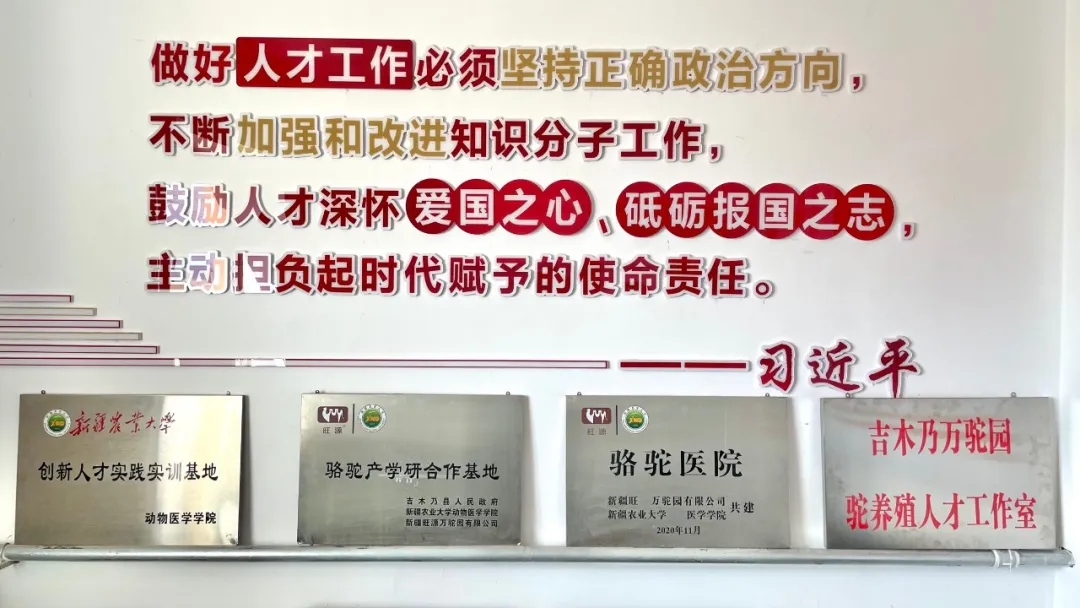 做好人才工作必须坚持正确政治方向，
不断加强和改进知识分子工作，
鼓励人才深怀爱国之心、砥砺报国之志，
主动担负起时代赋予的使命责任。
——习近平
新疆农业大学
创新人才实践实训基地
动物医学学院
旺源
骆驼产学研合作基地
吉木乃县人民政府
新疆农业大学动物医学学院
新疆旺源万驼园有限公司
旺源
骆驼医院
新疆旺 万驼园有限公司
新疆农业大学 医学学院
共建
2020年11月
吉木乃万驼园
驼养殖人才工作室